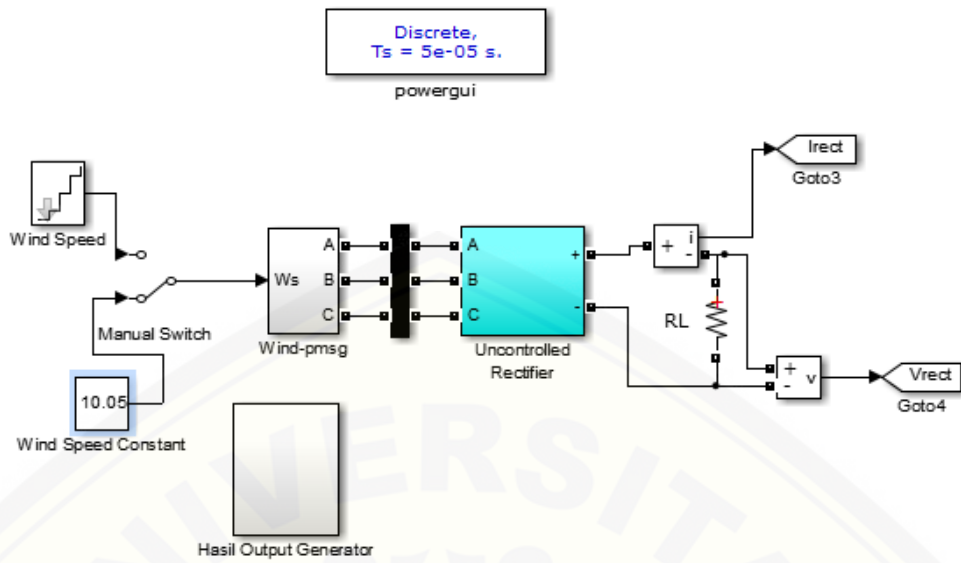 Discrete,
Ts = 5e-05 s.
powergui
Wind Speed
Manual Switch
10.05
Wind Speed Constant
Ws
A
B
C
Wind-pmsg
A
B
C
+
-
Uncontrolled
Rectifier
+
i
-
Irect
Goto3
RL
+
-
v
Vrect
Goto4
Hasil Output Generator
UNIVERSITA